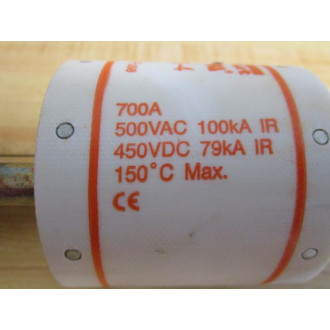 700A
500VAC 100kA IR
450VDC 79kA IR
150°C Max.
CE